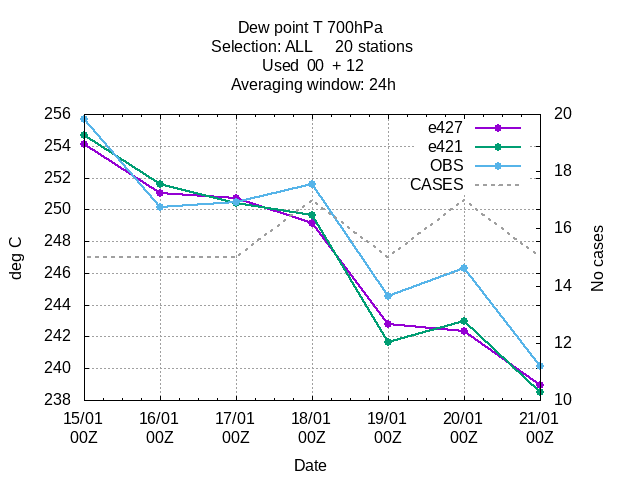 Dew point T 700hPa
Selection: ALL 20 stations
Used 00 + 12
Averaging window: 24h
256
254
252
250
248
246
244
242
240
238
deg C
20
18
16
14
12
10
No cases
e427
e421
OBS
CASES
15/01 16/01 17/01 18/01 19/01 20/01 21/01
00Z 00Z 00Z 00Z 00Z 00Z 00Z
Date